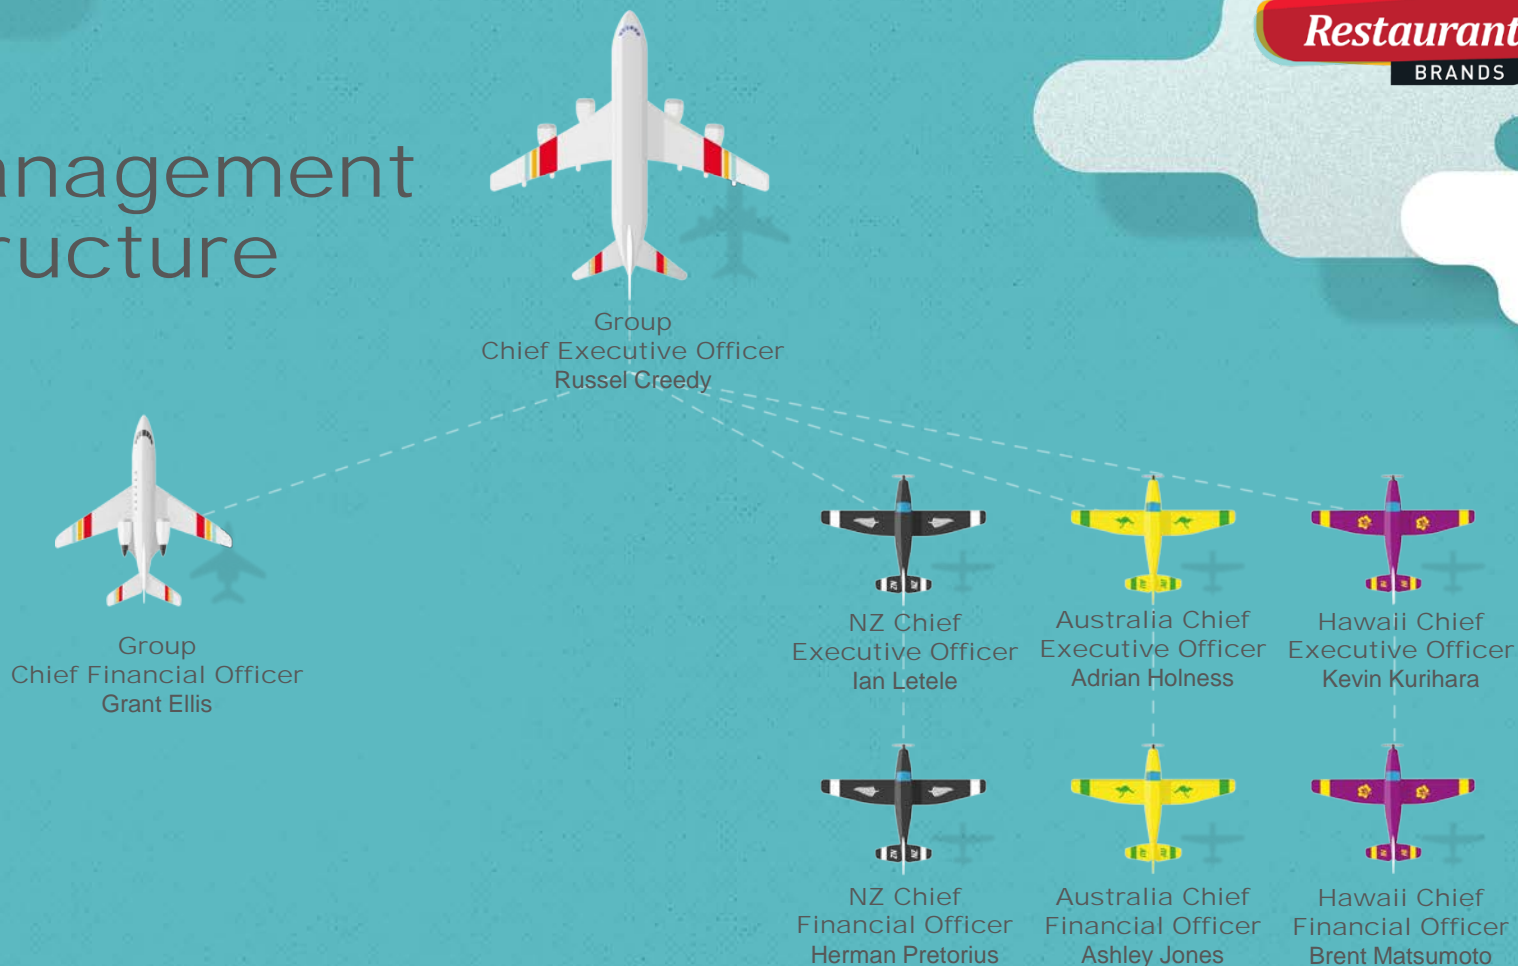 Restaurant
BRANDS
anagement
ructure
Group
Chief Executive Officer
Russel Creedy
Group
Chief Financial Officer
Grant Ellis
NZ Chief
Executive Officer
Ian Letele
Australia Chief
Executive Officer
Adrian Holness
Hawaii Chief
Executive Officer
Kevin Kurihara
NZ Chief
Financial Officer
Herman Pretorius
Australia Chief
Financial Officer
Ashley Jones
Hawaii Chief
Financial Officer
Brent Matsumoto